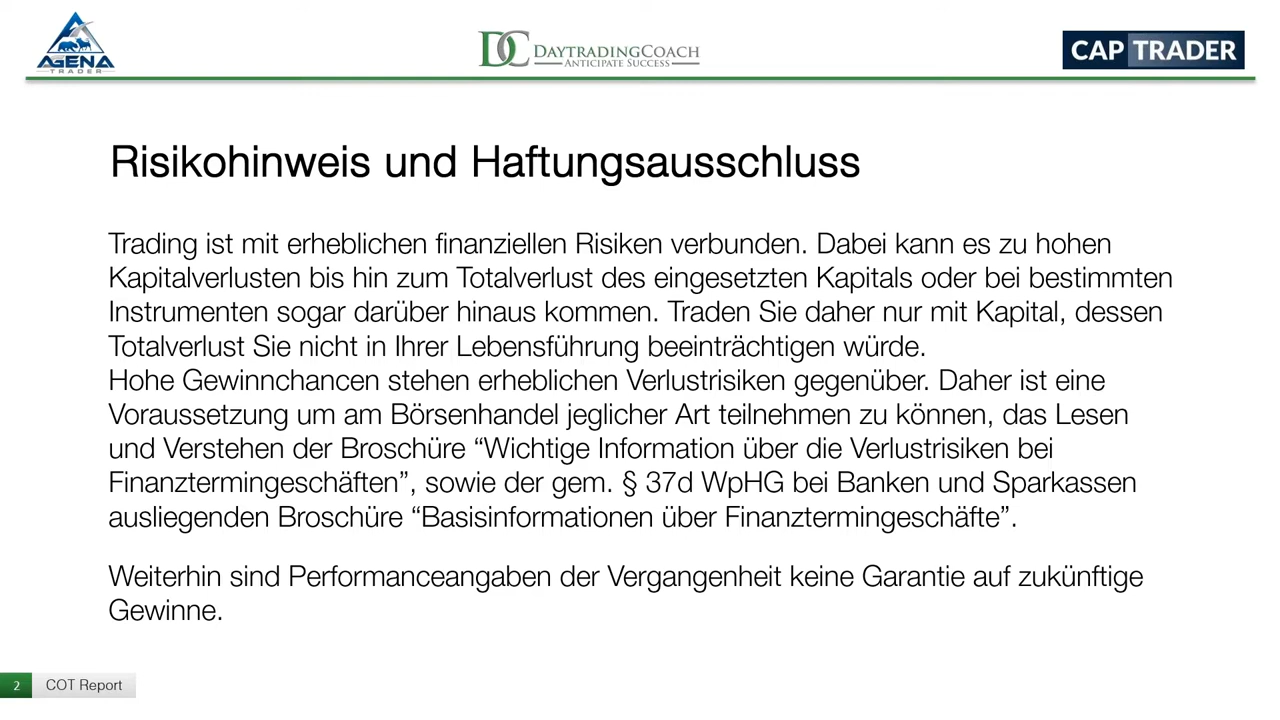 AGENA
TRADER
DC DAYTRADINGCOACH
ANTICIPATE SUCCESS
CAP TRADER
Risikohinweis und Haftungsausschluss
Trading ist mit erheblichen finanziellen Risiken verbunden. Dabei kann es zu hohen
Kapitalverlusten bis hin zum Totalverlust des eingesetzten Kapitals oder bei bestimmten
Instrumenten sogar darüber hinaus kommen. Traden Sie daher nur mit Kapital, dessen
Totalverlust Sie nicht in Ihrer Lebensführung beeinträchtigen würde.
Hohe Gewinnchancen stehen erheblichen Verlustrisiken gegenüber. Daher ist eine
Voraussetzung um am Börsenhandel jeglicher Art teilnehmen zu können, das Lesen
und Verstehen der Broschüre “Wichtige Information über die Verlustrisiken bei
Finanztermingeschäften”, sowie der gem. § 37d WpHG bei Banken und Sparkassen
ausliegenden Broschüre “Basisinformationen über Finanztermingeschäfte”.
Weiterhin sind Performanceangaben der Vergangenheit keine Garantie auf zukünftige
Gewinne.
2 COT Report